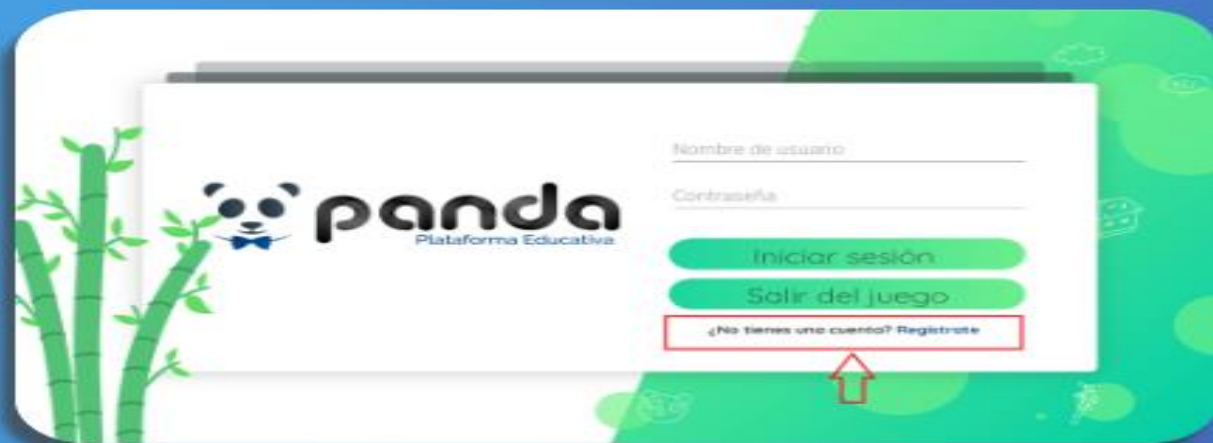 panda
Plataforma Educativa
Nombre de usuario
Contraseña
Iniciar sesión
Salir del juego
¿No tienes una cuenta? Regístrate